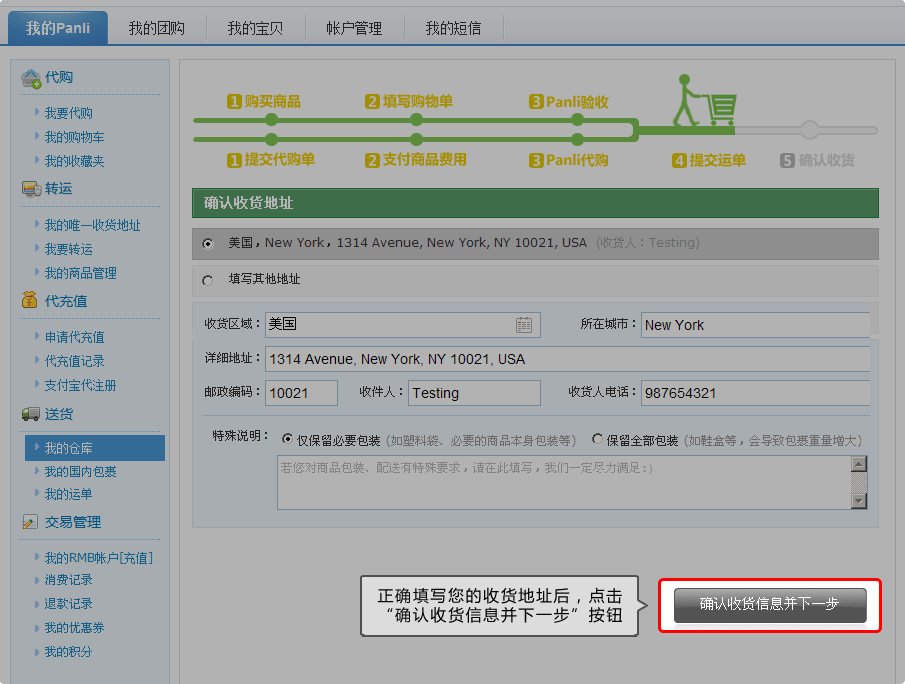 我的Panli 我的团购 我的宝贝 帐户管理 我的短信
代购
我要代购
我的购物车
我的收藏夹
转运
我的唯一收货地址
我要转运
我的商品管理
代充值
申请代充值
代充值记录
支付宝代注册
送货
我的仓库
我的国内包裹
我的运单
交易管理
我的RMB帐户[充值]
消费记录
退款记录
我的优惠券
我的积分
1 购买商品 2 填写购物单 3 Panli验收
1 提交代购单 2 支付商品费用 3 Panli代购 4 提交运单 5 确认收货
确认收货地址
美国，New York，1314 Avenue, New York, NY 10021, USA (收货人：Testing)
填写其他地址
收货区域：美国 所在城市：New York
详细地址：1314 Avenue, New York, NY 10021, USA
邮政编码：10021 收件人：Testing 收货人电话：987654321
特殊说明： 仅保留必要包装 (如塑料袋、必要的商品本身包装等) 保留全部包装 (如鞋盒等，会导致包裹重量增大)
若您对商品包装、配送有特殊要求，请在此填写，我们一定尽力满足:)
正确填写您的收货地址后，点击
“确认收货信息并下一步”按钮
确认收货信息并下一步